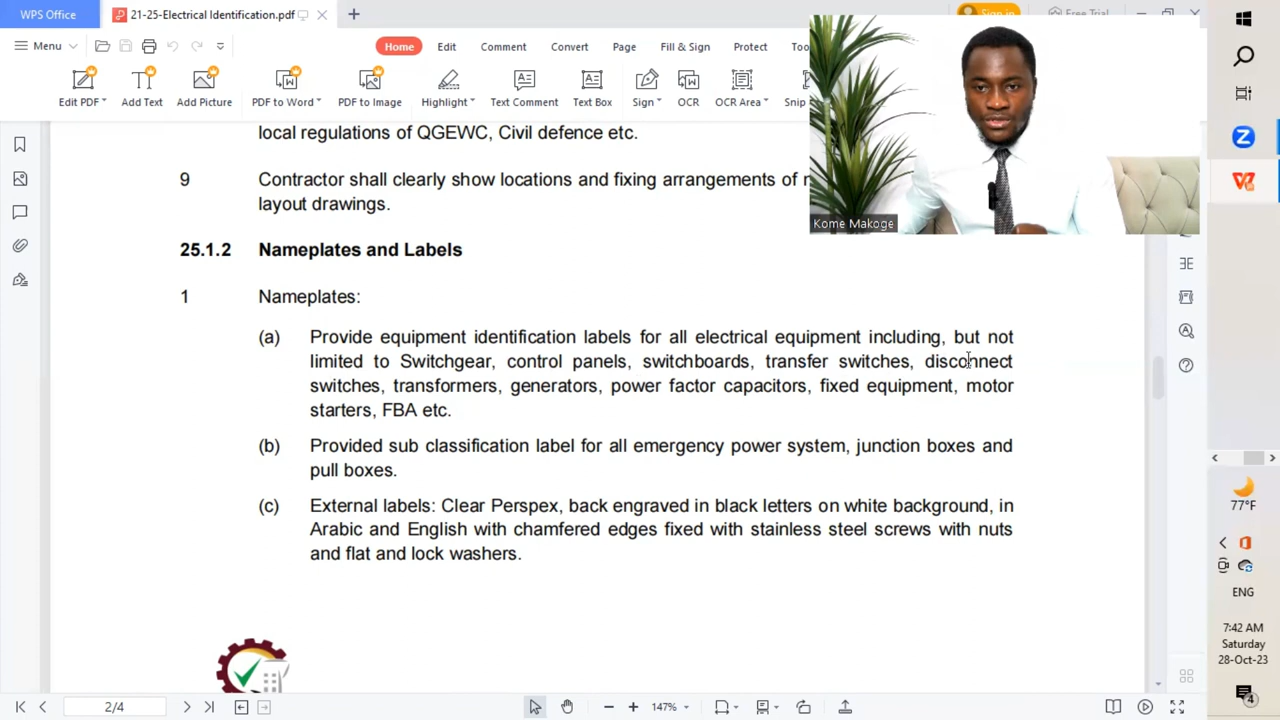 WPS Office
21-25-Electrical Identification.pdf
Sign in
Free Trial
Menu
Home
Edit
Comment
Convert
Page
Fill & Sign
Protect
Edit PDF
Add Text
Add Picture
PDF to Word
PDF to Image
Highlight
Text Comment
Text Box
Sign
OCR
OCR Area
local regulations of QGEWC, Civil defence etc.
9 Contractor shall clearly show locations and fixing arrangements of
layout drawings.
Kome Makoge
25.1.2 Nameplates and Labels
1 Nameplates:
(a) Provide equipment identification labels for all electrical equipment including, but not
limited to Switchgear, control panels, switchboards, transfer switches, disconnect
switches, transformers, generators, power factor capacitors, fixed equipment, motor
starters, FBA etc.
(b) Provided sub classification label for all emergency power system, junction boxes and
pull boxes.
(c) External labels: Clear Perspex, back engraved in black letters on white background, in
Arabic and English with chamfered edges fixed with stainless steel screws with nuts
and flat and lock washers.
77°F
ENG
7:42 AM
Saturday
28-Oct-23
4
2/4
147%